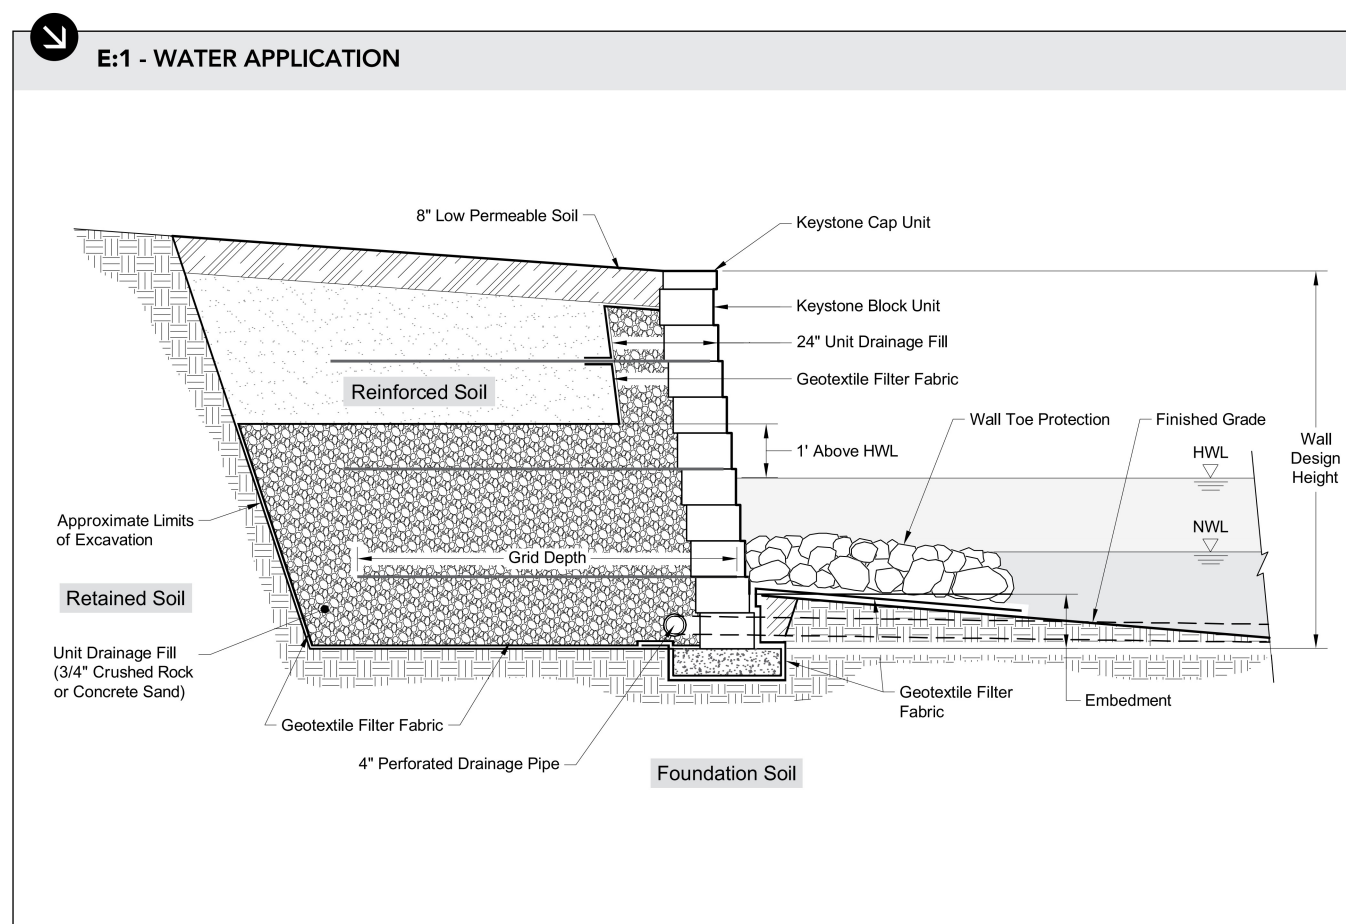 E:1 - WATER APPLICATION
8" Low Permeable Soil
Keystone Cap Unit
Keystone Block Unit
24" Unit Drainage Fill
Reinforced Soil
Geotextile Filter Fabric
Wall Toe Protection
Finished Grade
1' Above HWL
HWL
Wall
Design
Height
Approximate Limits
of Excavation
NWL
Grid Depth
Retained Soil
Unit Drainage Fill
(3/4" Crushed Rock
or Concrete Sand)
Geotextile Filter
Fabric
Embedment
Geotextile Filter Fabric
4" Perforated Drainage Pipe
Foundation Soil